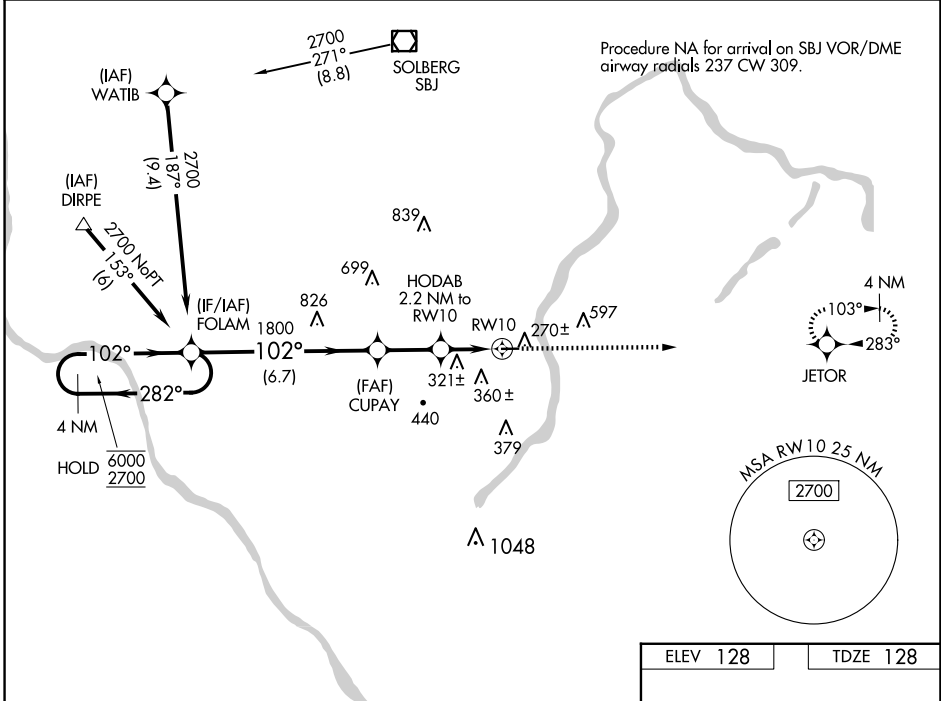 2700
271°
(8.8)
SOLBERG
SBJ
Procedure NA for arrival on SBJ VOR/DME
airway radials 237 CW 309.
(IAF)
WATIB
2700
187°
(9.4)
(IAF)
DIRPE
2700 NoPT
153°
(6)
839
699
826
HODAB
2.2 NM to
RW10
(IF/IAF)
FOLAM
1800
102°
(6.7)
RW10
270±
597
4 NM
103°
283°
JETOR
102°
282°
(FAF)
CUPAY
321±
360±
440
379
4 NM
HOLD
6000
2700
1048
MSA RW10 25 NM
2700
ELEV 128
TDZE 128